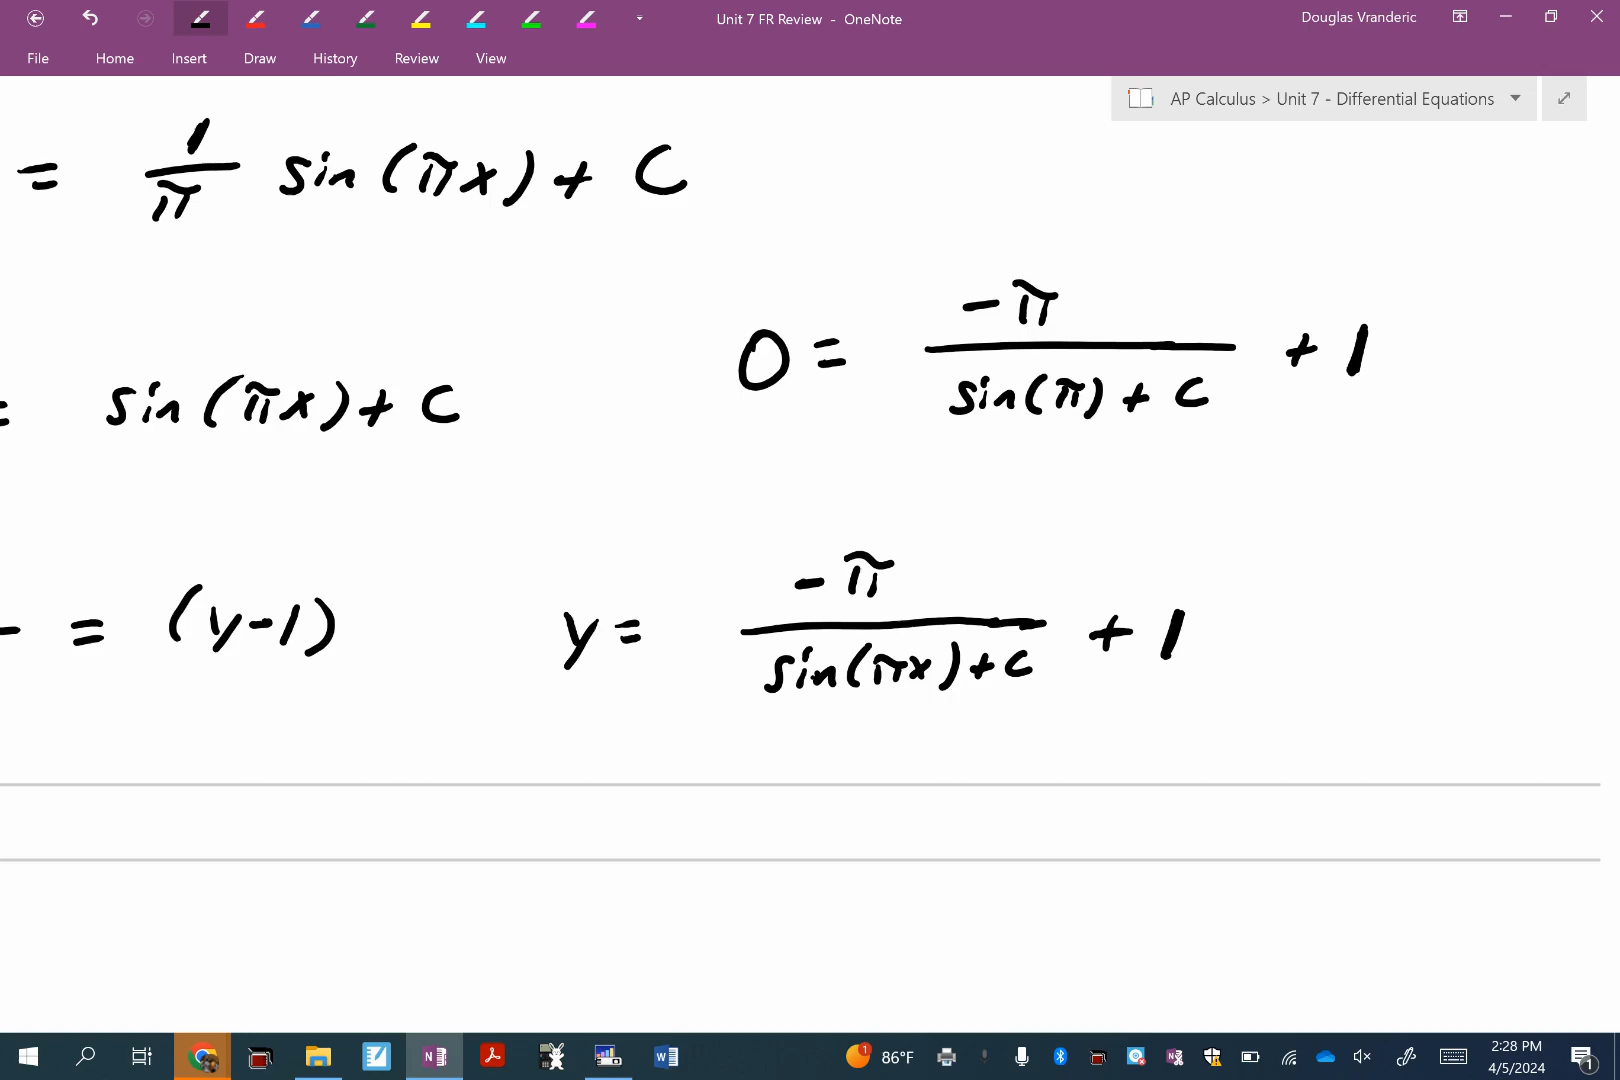 Unit 7 FR Review - OneNote
Douglas Vranderic
File Home Insert Draw History Review View
AP Calculus > Unit 7 - Differential Equations
= 1/π sin(πx) + C
0 = -π/(sin(π) + C) + 1
= sin(πx) + C
- = (y-1)
y = -π/(sin(πx) + C) + 1
86°F
2:28 PM
4/5/2024